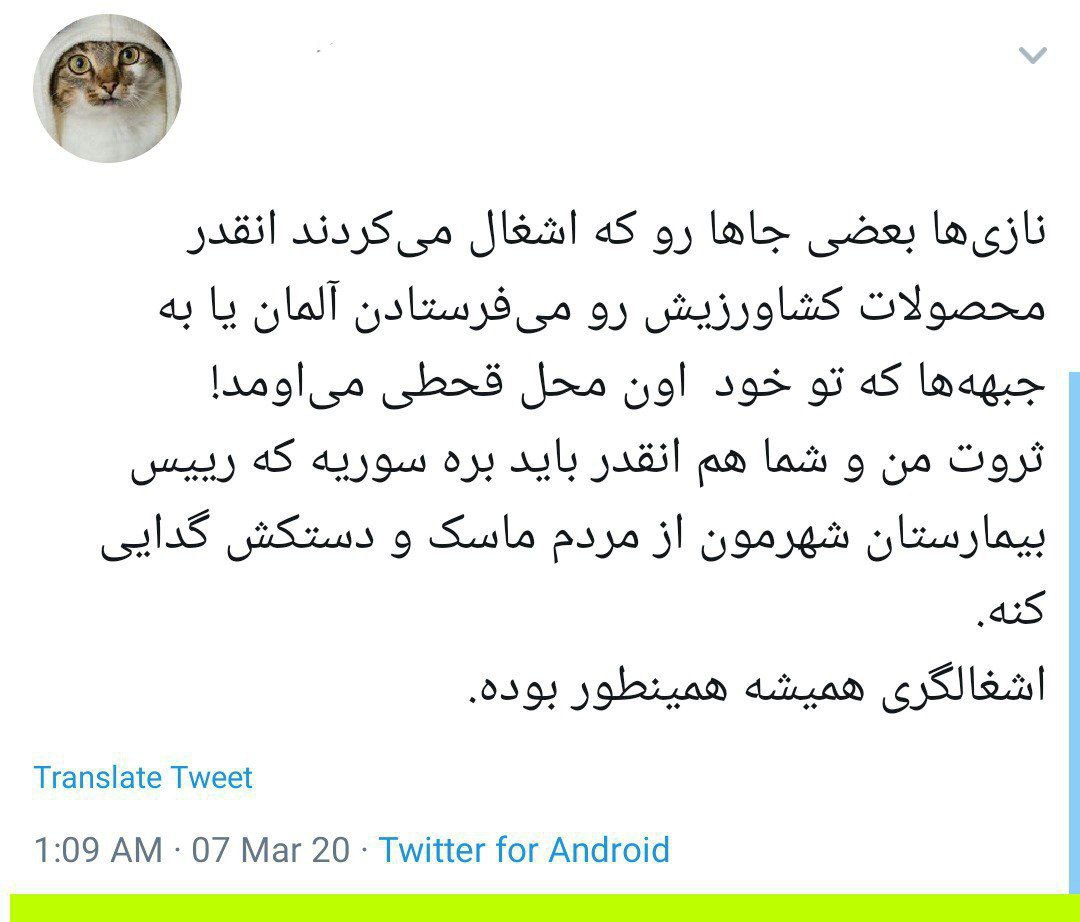 نازی‌ها بعضی جاها رو که اشغال می‌کردند انقدر
محصولات کشاورزیش رو می‌فرستادن آلمان یا به
جبهه‌ها که تو خود اون محل قحطی می‌اومد!
ثروت من و شما هم انقدر باید بره سوریه که رییس
بیمارستان شهرمون از مردم ماسک و دستکش گدایی
کنه.
اشغالگری همیشه همینطور بوده.
Translate Tweet
1:09 AM · 07 Mar 20 · Twitter for Android